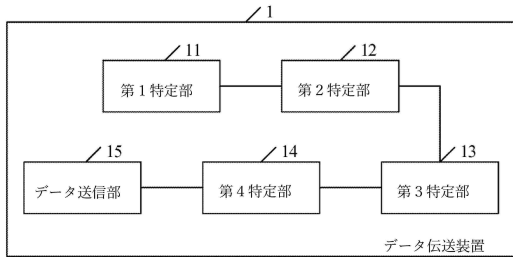 1
11
12
第1特定部
第2特定部
15
14
13
データ送信部
第4特定部
第3特定部
データ伝送装置